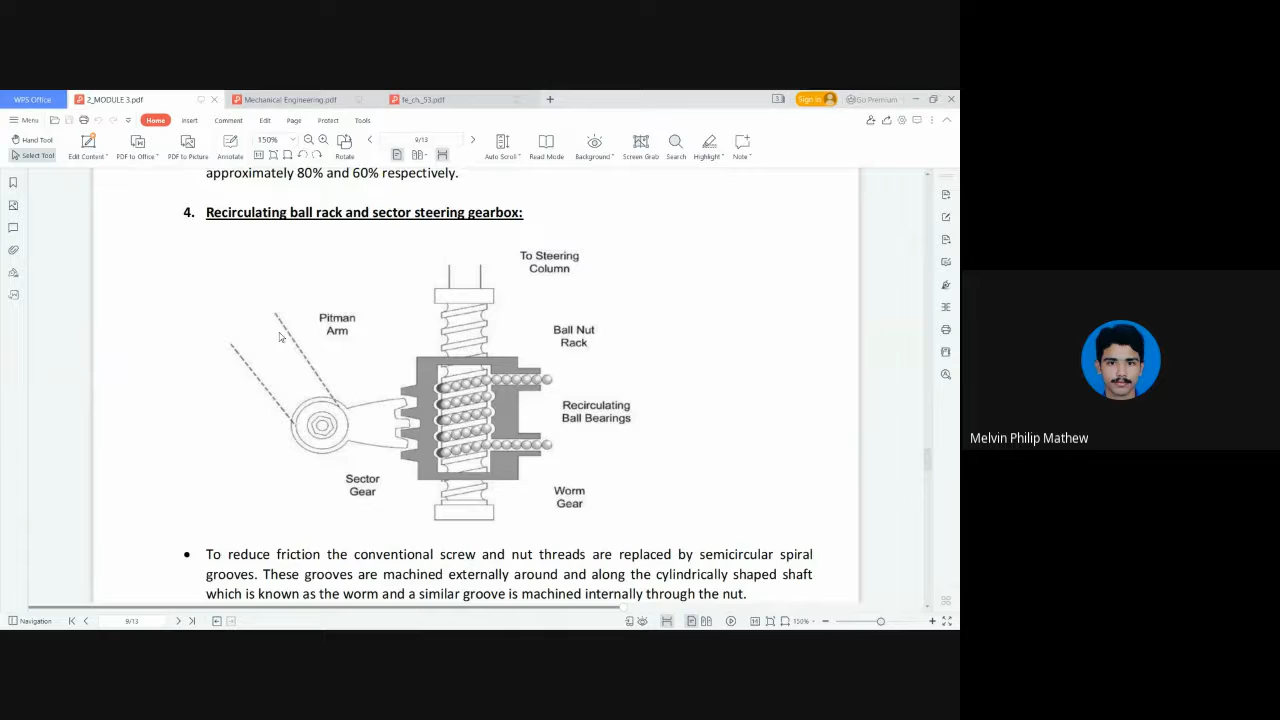 WPS Office
2_MODULE 3.pdf
Mechanical Engineering.pdf
Te_ch_53.pdf
Sign in
Go Premium
Menu
Home
Insert
Comment
Edit
Page
Protect
Tools
Hand Tool
Select Tool
Edit Content
PDF to Office
PDF to Picture
Annotate
150%
Rotate
9/13
Auto Scroll
Read Mode
Background
Screen Grab
Search
Highlight
Note
approximately 80% and 60% respectively.
4. Recirculating ball rack and sector steering gearbox:
To Steering
Column
Pitman
Arm
Ball Nut
Rack
Recirculating
Ball Bearings
Sector
Gear
Worm
Gear
• To reduce friction the conventional screw and nut threads are replaced by semicircular spiral
grooves. These grooves are machined externally around and along the cylindrically shaped shaft
which is known as the worm and a similar groove is machined internally through the nut.
Navigation
9/13
150%
Melvin Philip Mathew